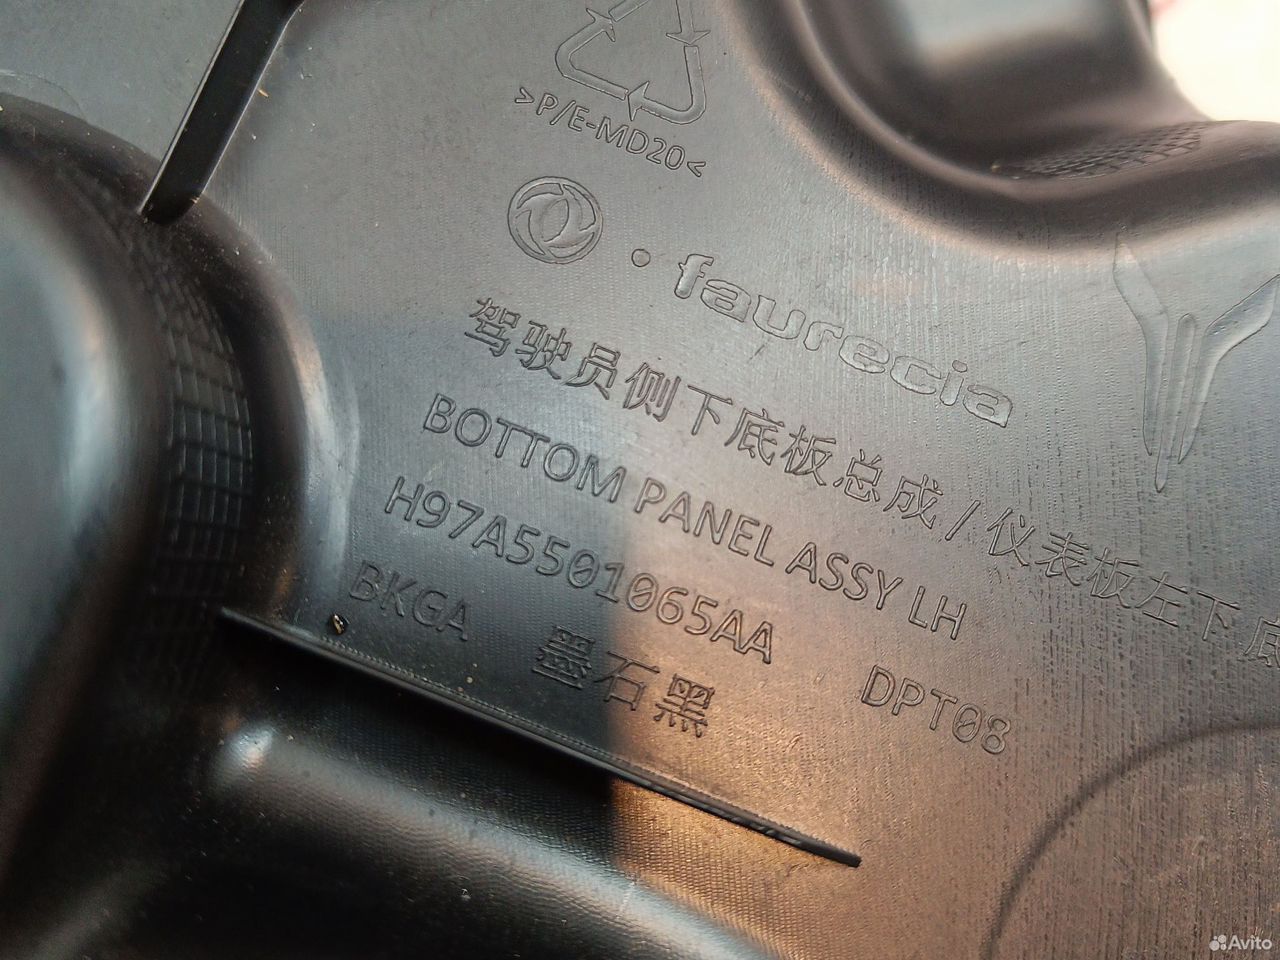 >P/E-MD20<
faurecia
驾驶员侧下底板总成/仪表板左下底
BOTTOM PANEL ASSY LH
H97A5501065AA DPT08
BKGA 墨石黑
Avito